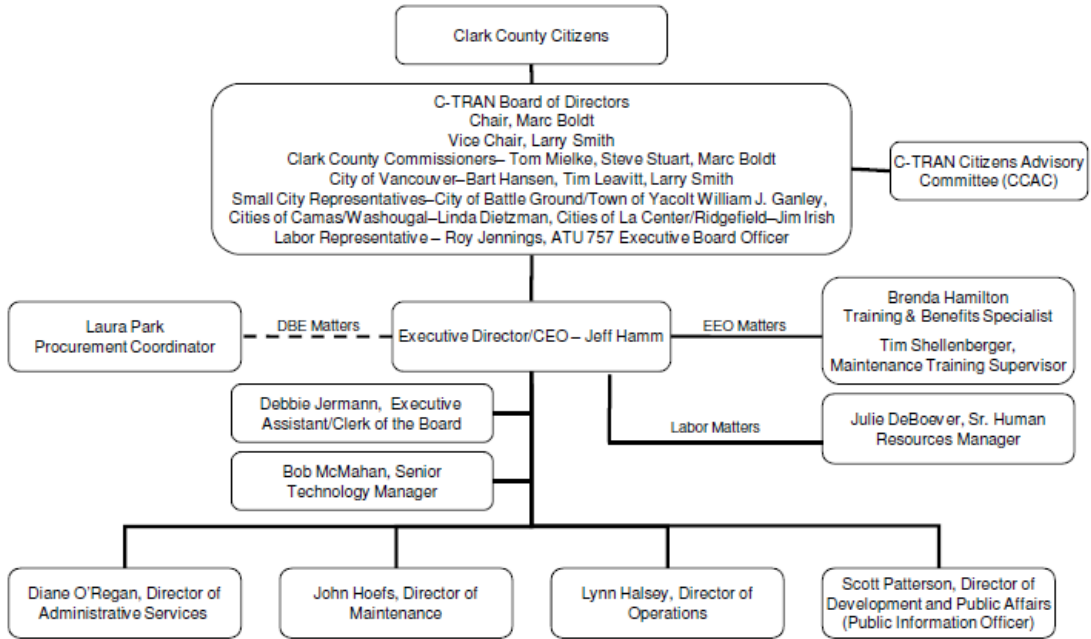 Clark County Citizens
C-TRAN Board of Directors
Chair, Marc Boldt
Vice Chair, Larry Smith
Clark County Commissioners– Tom Mielke, Steve Stuart, Marc Boldt
City of Vancouver–Bart Hansen, Tim Leavitt, Larry Smith
Small City Representatives–City of Battle Ground/Town of Yacolt William J. Ganley,
Cities of Camas/Washougal–Linda Dietzman, Cities of La Center/Ridgefield–Jim Irish
Labor Representative – Roy Jennings, ATU 757 Executive Board Officer
C-TRAN Citizens Advisory
Committee (CCAC)
Laura Park
Procurement Coordinator
DBE Matters
Executive Director/CEO – Jeff Hamm
EEO Matters
Brenda Hamilton
Training & Benefits Specialist
Tim Shellenberger,
Maintenance Training Supervisor
Debbie Jermann, Executive
Assistant/Clerk of the Board
Labor Matters
Julie DeBoever, Sr. Human
Resources Manager
Bob McMahan, Senior
Technology Manager
Diane O'Regan, Director of
Administrative Services
John Hoefs, Director of
Maintenance
Lynn Halsey, Director of
Operations
Scott Patterson, Director of
Development and Public Affairs
(Public Information Officer)